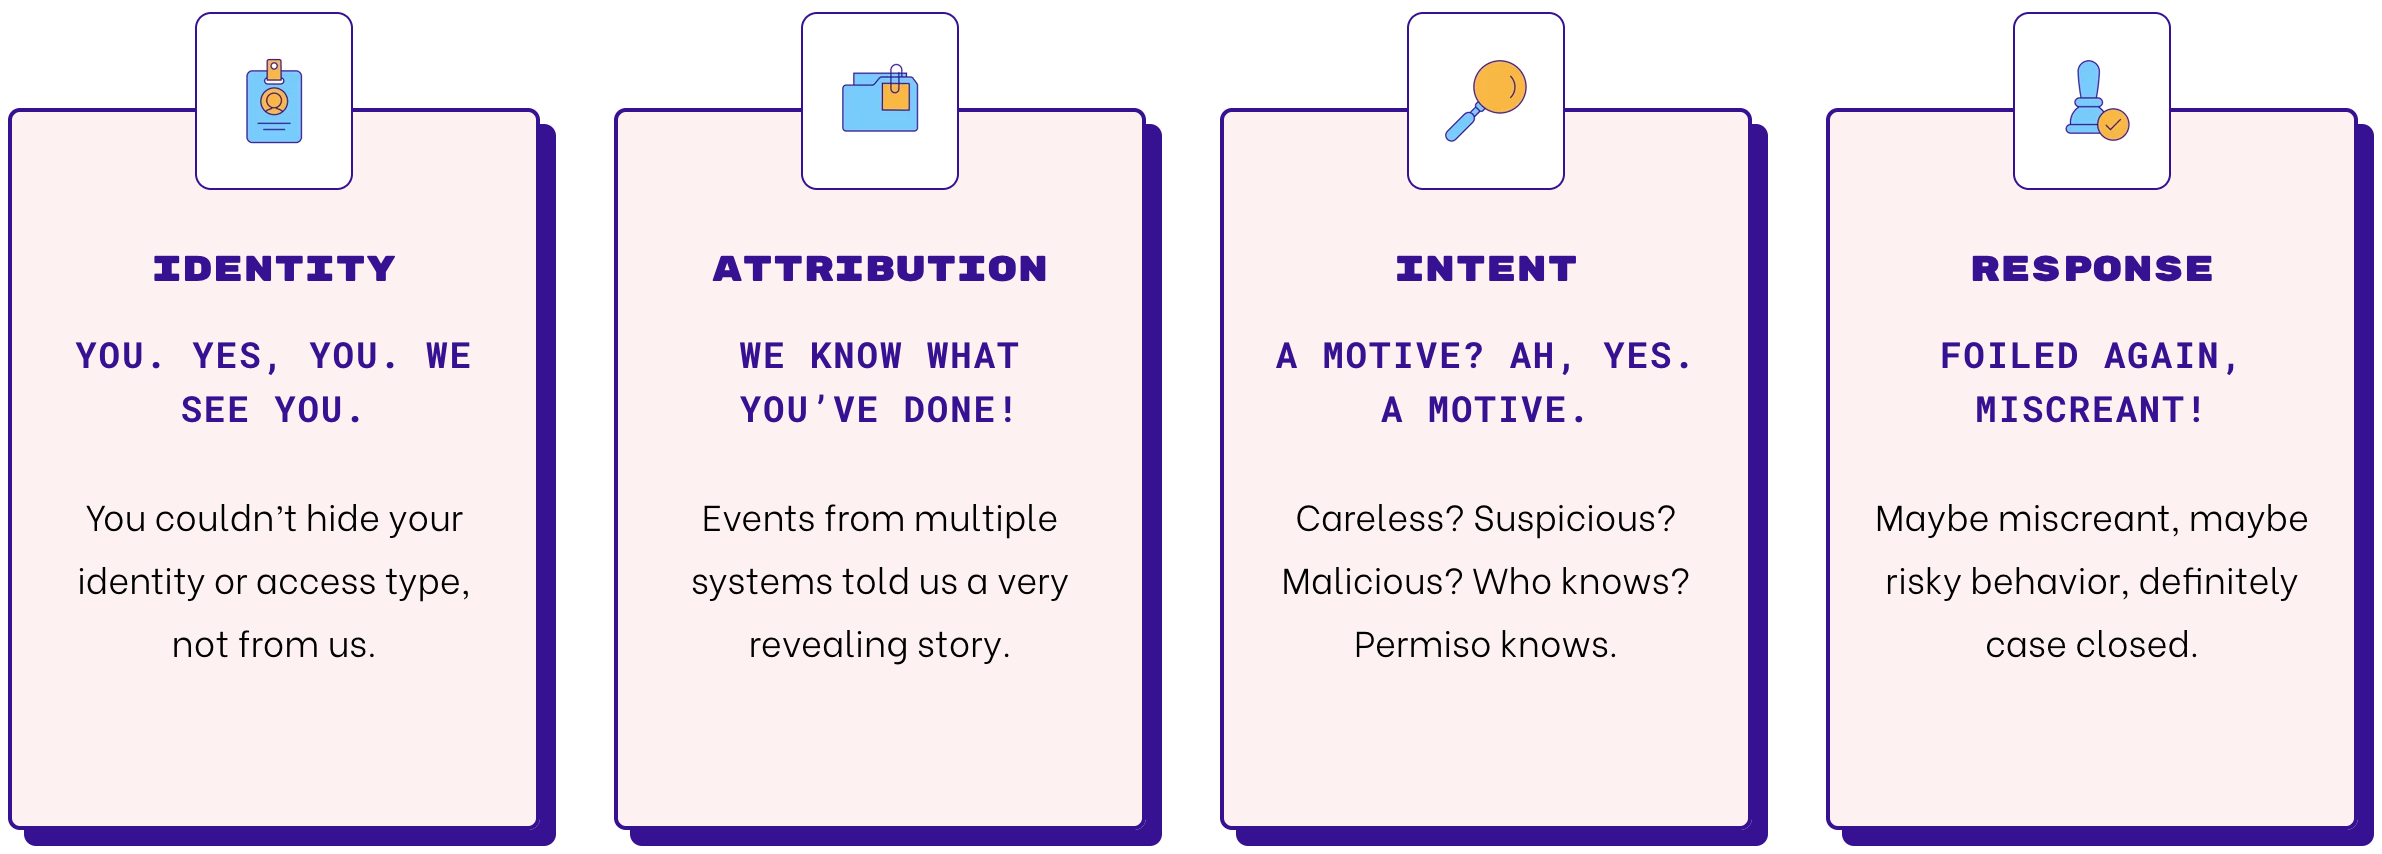 IDENTITY
YOU. YES, YOU. WE
SEE YOU.
You couldn’t hide your
identity or access type,
not from us.
ATTRIBUTION
WE KNOW WHAT
YOU’VE DONE!
Events from multiple
systems told us a very
revealing story.
INTENT
A MOTIVE? AH, YES.
A MOTIVE.
Careless? Suspicious?
Malicious? Who knows?
Permiso knows.
RESPONSE
FOILED AGAIN,
MISCREANT!
Maybe miscreant, maybe
risky behavior, definitely
case closed.